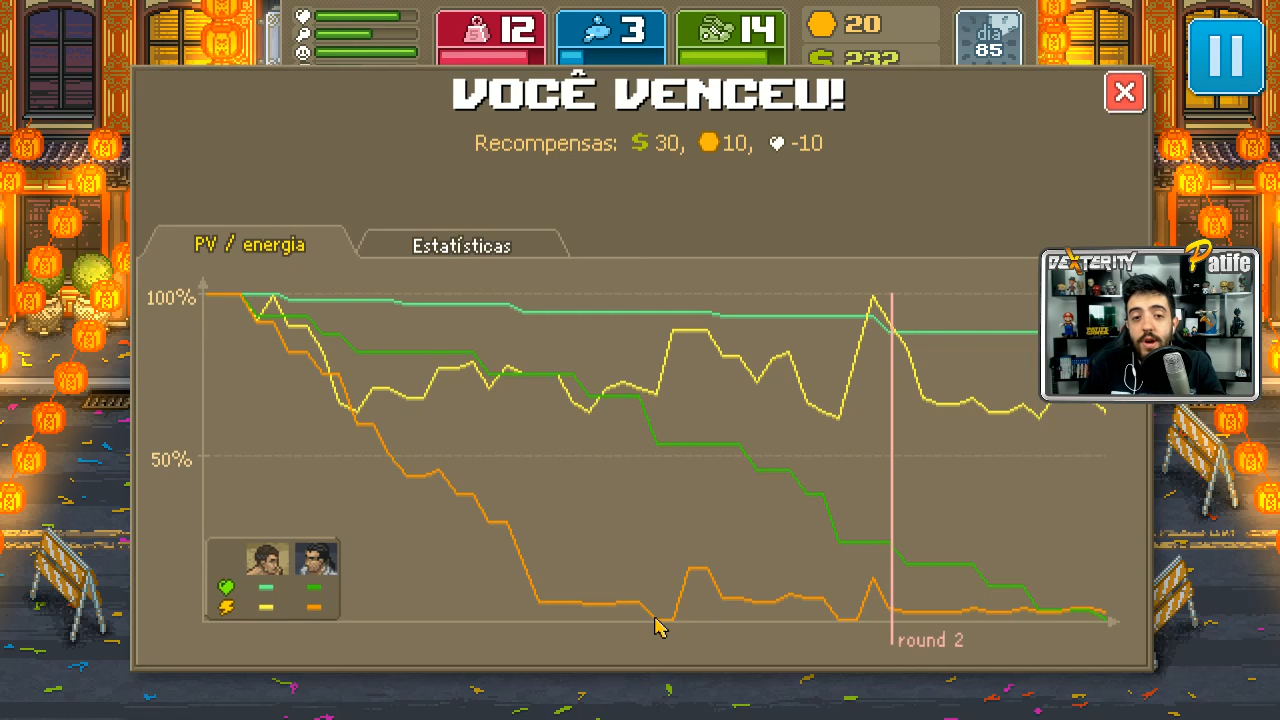 12
3
14
20
232
dia
85
VOCÊ VENCEU!
Recompensas: $ 30, 10, -10
PV / energia
Estatísticas
100%
50%
round 2
DEXTERITY
Patife